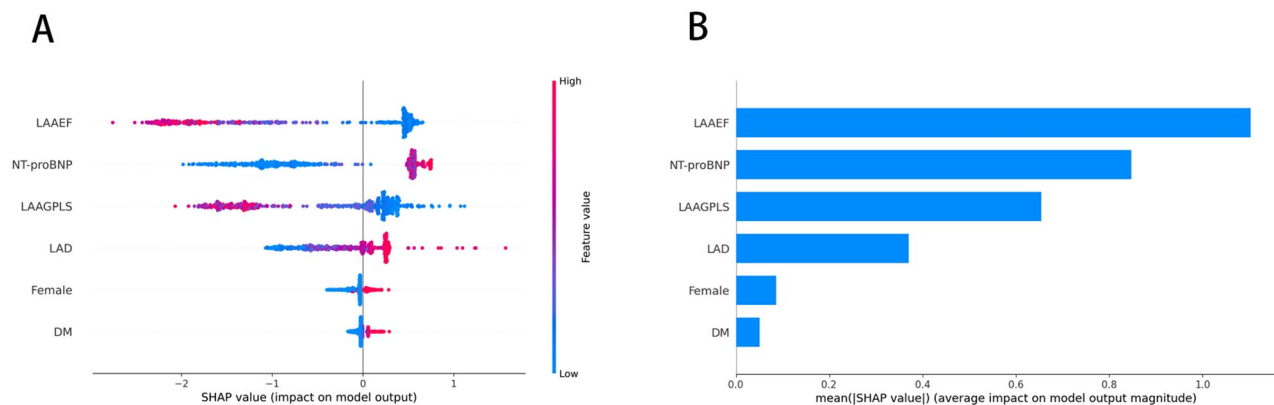 A
High
LAAEF
NT-proBNP
LAAGPLS
LAD
Female
DM
Feature value
Low
−2
−1
0
1
SHAP value (impact on model output)
B
LAAEF
NT-proBNP
LAAGPLS
LAD
Female
DM
0.0
0.2
0.4
0.6
0.8
1.0
mean(|SHAP value|) (average impact on model output magnitude)